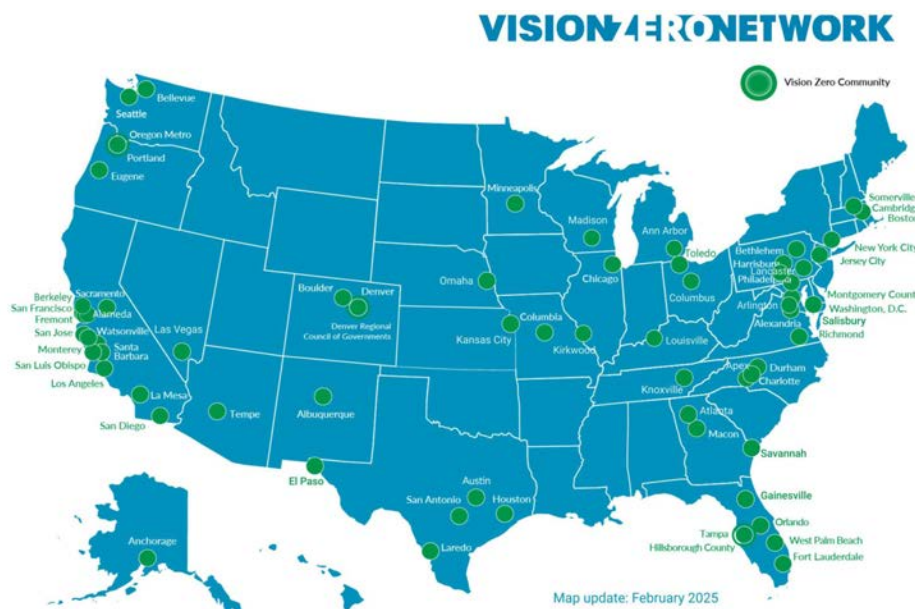 VISIONZERONETWORK
Vision Zero Community
Bellevue
Seattle
Oregon Metro
Portland
Eugene
Minneapolis
Madison
Ann Arbor
Toledo
Chicago
Columbus
Omaha
Somerville
Cambridg
Boston
New York City
Jersey City
Bethlehem
Harrisburg
Lancaster
Philadelphia
Arlington
Alexandria
Montgomery Count
Washington, D.C.
Salisbury
Richmond
Boulder
Denver
Denver Regional
Council of Governments
Columbia
Kansas City
Kirkwood
Louisville
Knoxville
Apex
Durham
Charlotte
Berkeley
Sacramento
San Francisco
Alameda
Fremont
San Jose
Watsonville
Monterey
Santa
Barbara
San Luis Obispo
Los Angeles
Las Vegas
La Mesa
San Diego
Tempe
Albuquerque
Atlanta
Macon
Savannah
El Paso
Austin
San Antonio
Houston
Laredo
Gainesville
Orlando
Tampa
Hillsborough County
West Palm Beach
Fort Lauderdale
Anchorage
Map update: February 2025